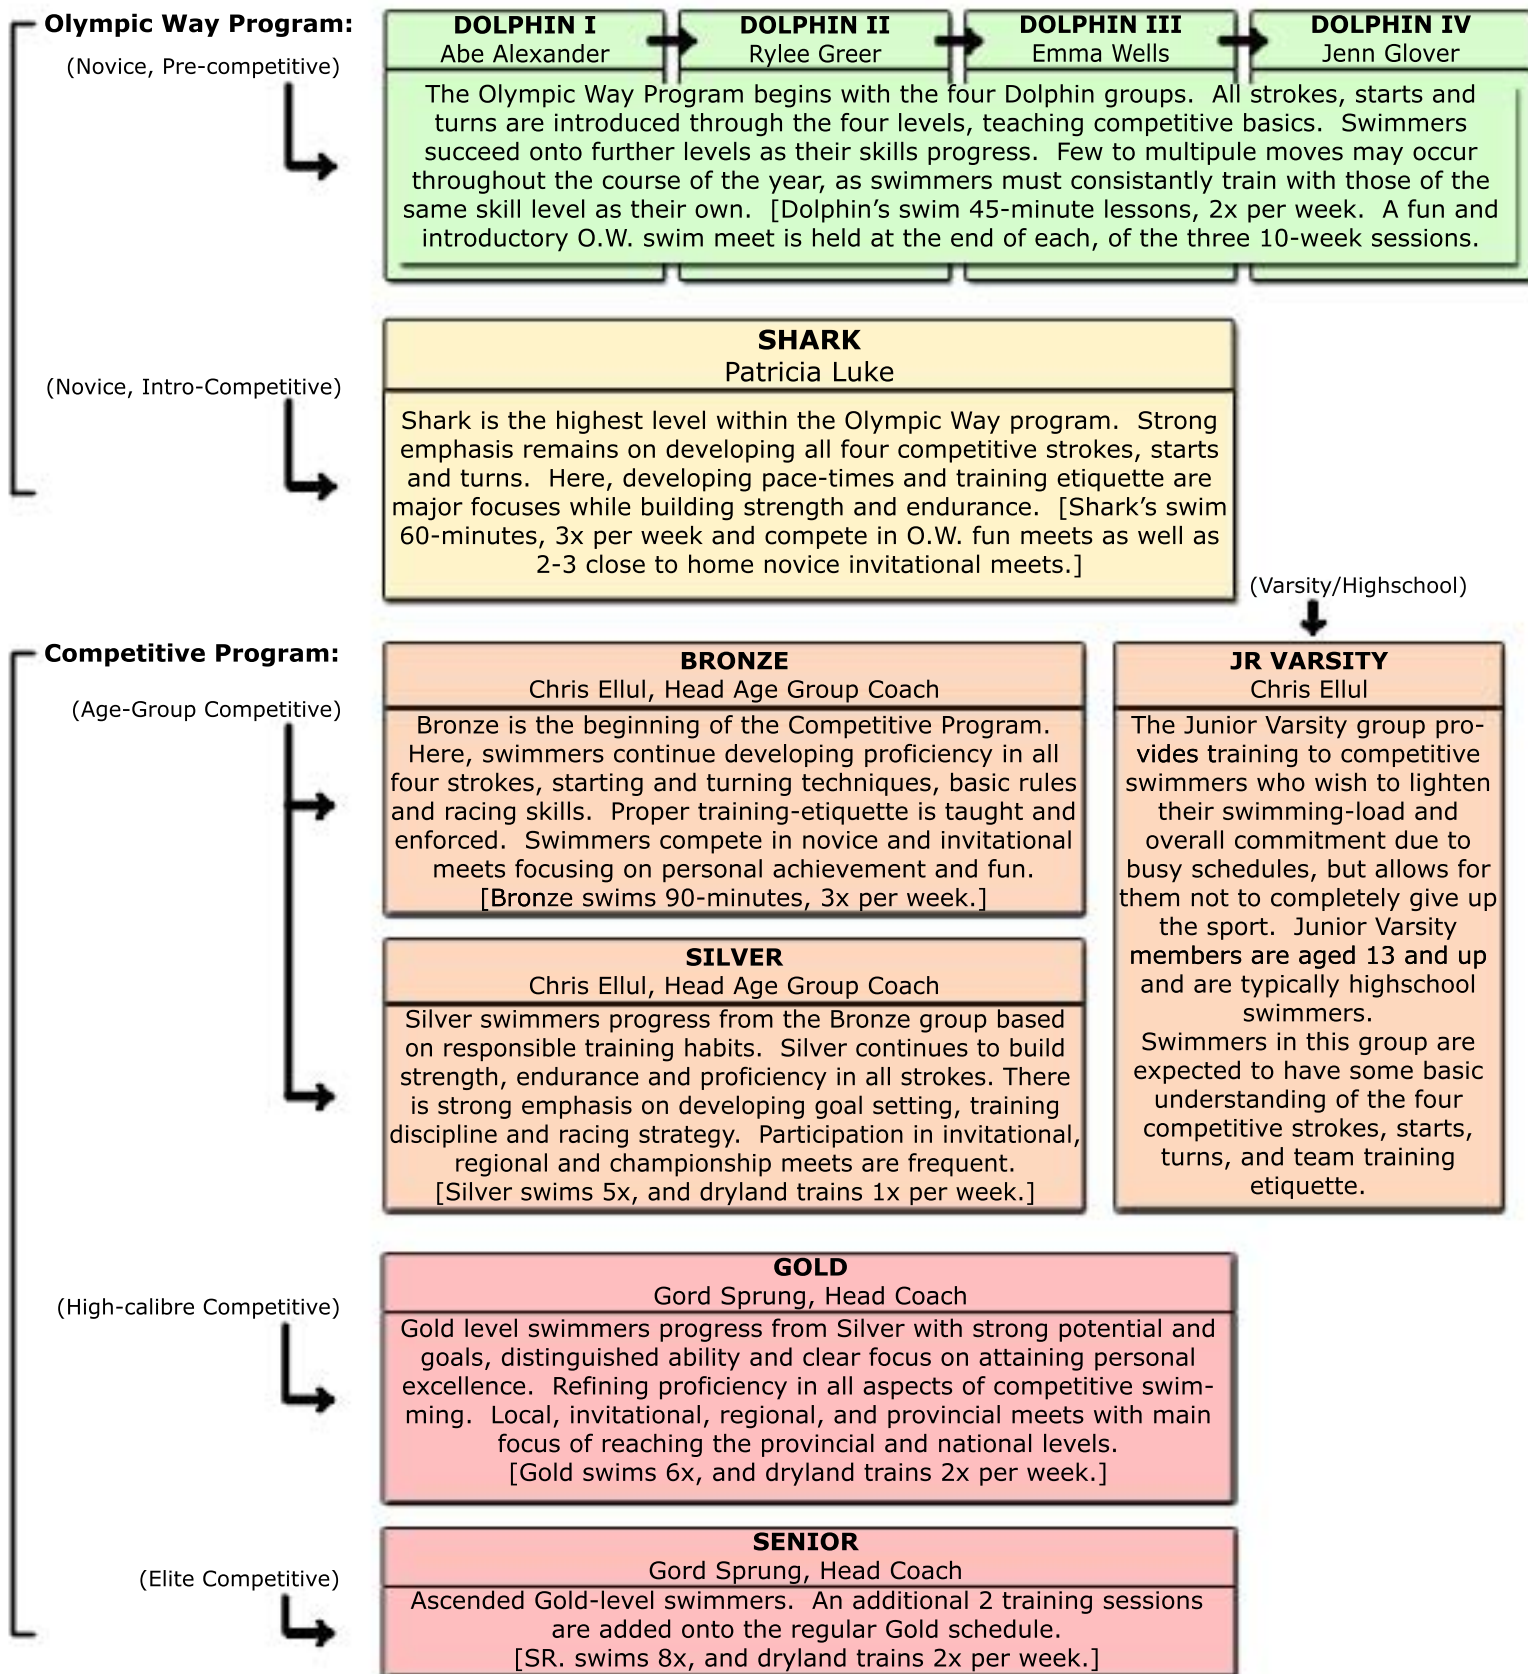 Olympic Way Program:
(Novice, Pre-competitive)
DOLPHIN I
Abe Alexander
DOLPHIN II
Rylee Greer
DOLPHIN III
Emma Wells
DOLPHIN IV
Jenn Glover
The Olympic Way Program begins with the four Dolphin groups.  All strokes, starts and
turns are introduced through the four levels, teaching competitive basics.  Swimmers
succeed onto further levels as their skills progress.  Few to multipule moves may occur
throughout the course of the year, as swimmers must consistantly train with those of the
same skill level as their own.  [Dolphin's swim 45-minute lessons, 2x per week.  A fun and
introductory O.W. swim meet is held at the end of each, of the three 10-week sessions.
(Novice, Intro-Competitive)
SHARK
Patricia Luke
Shark is the highest level within the Olympic Way program.  Strong
emphasis remains on developing all four competitive strokes, starts
and turns.  Here, developing pace-times and training etiquette are
major focuses while building strength and endurance.  [Shark's swim
60-minutes, 3x per week and compete in O.W. fun meets as well as
2-3 close to home novice invitational meets.]
Competitive Program:
(Age-Group Competitive)
BRONZE
Chris Ellul, Head Age Group Coach
Bronze is the beginning of the Competitive Program.
Here, swimmers continue developing proficiency in all
four strokes, starting and turning techniques, basic rules
and racing skills.  Proper training-etiquette is taught and
enforced.  Swimmers compete in novice and invitational
meets focusing on personal achievement and fun.
[Bronze swims 90-minutes, 3x per week.]
SILVER
Chris Ellul, Head Age Group Coach
Silver swimmers progress from the Bronze group based
on responsible training habits.  Silver continues to build
strength, endurance and proficiency in all strokes. There
is strong emphasis on developing goal setting, training
discipline and racing strategy.  Participation in invitational,
regional and championship meets are frequent.
[Silver swims 5x, and dryland trains 1x per week.]
(Varsity/Highschool)
JR VARSITY
Chris Ellul
The Junior Varsity group pro-
vides training to competitive
swimmers who wish to lighten
their swimming-load and
overall commitment due to
busy schedules, but allows for
them not to completely give up
the sport.  Junior Varsity
members are aged 13 and up
and are typically highschool
swimmers.
Swimmers in this group are
expected to have some basic
understanding of the four
competitive strokes, starts,
turns, and team training
etiquette.
(High-calibre Competitive)
GOLD
Gord Sprung, Head Coach
Gold level swimmers progress from Silver with strong potential and
goals, distinguished ability and clear focus on attaining personal
excellence.  Refining proficiency in all aspects of competitive swim-
ming.  Local, invitational, regional, and provincial meets with main
focus of reaching the provincial and national levels.
[Gold swims 6x, and dryland trains 2x per week.]
(Elite Competitive)
SENIOR
Gord Sprung, Head Coach
Ascended Gold-level swimmers.  An additional 2 training sessions
are added onto the regular Gold schedule.
[SR. swims 8x, and dryland trains 2x per week.]